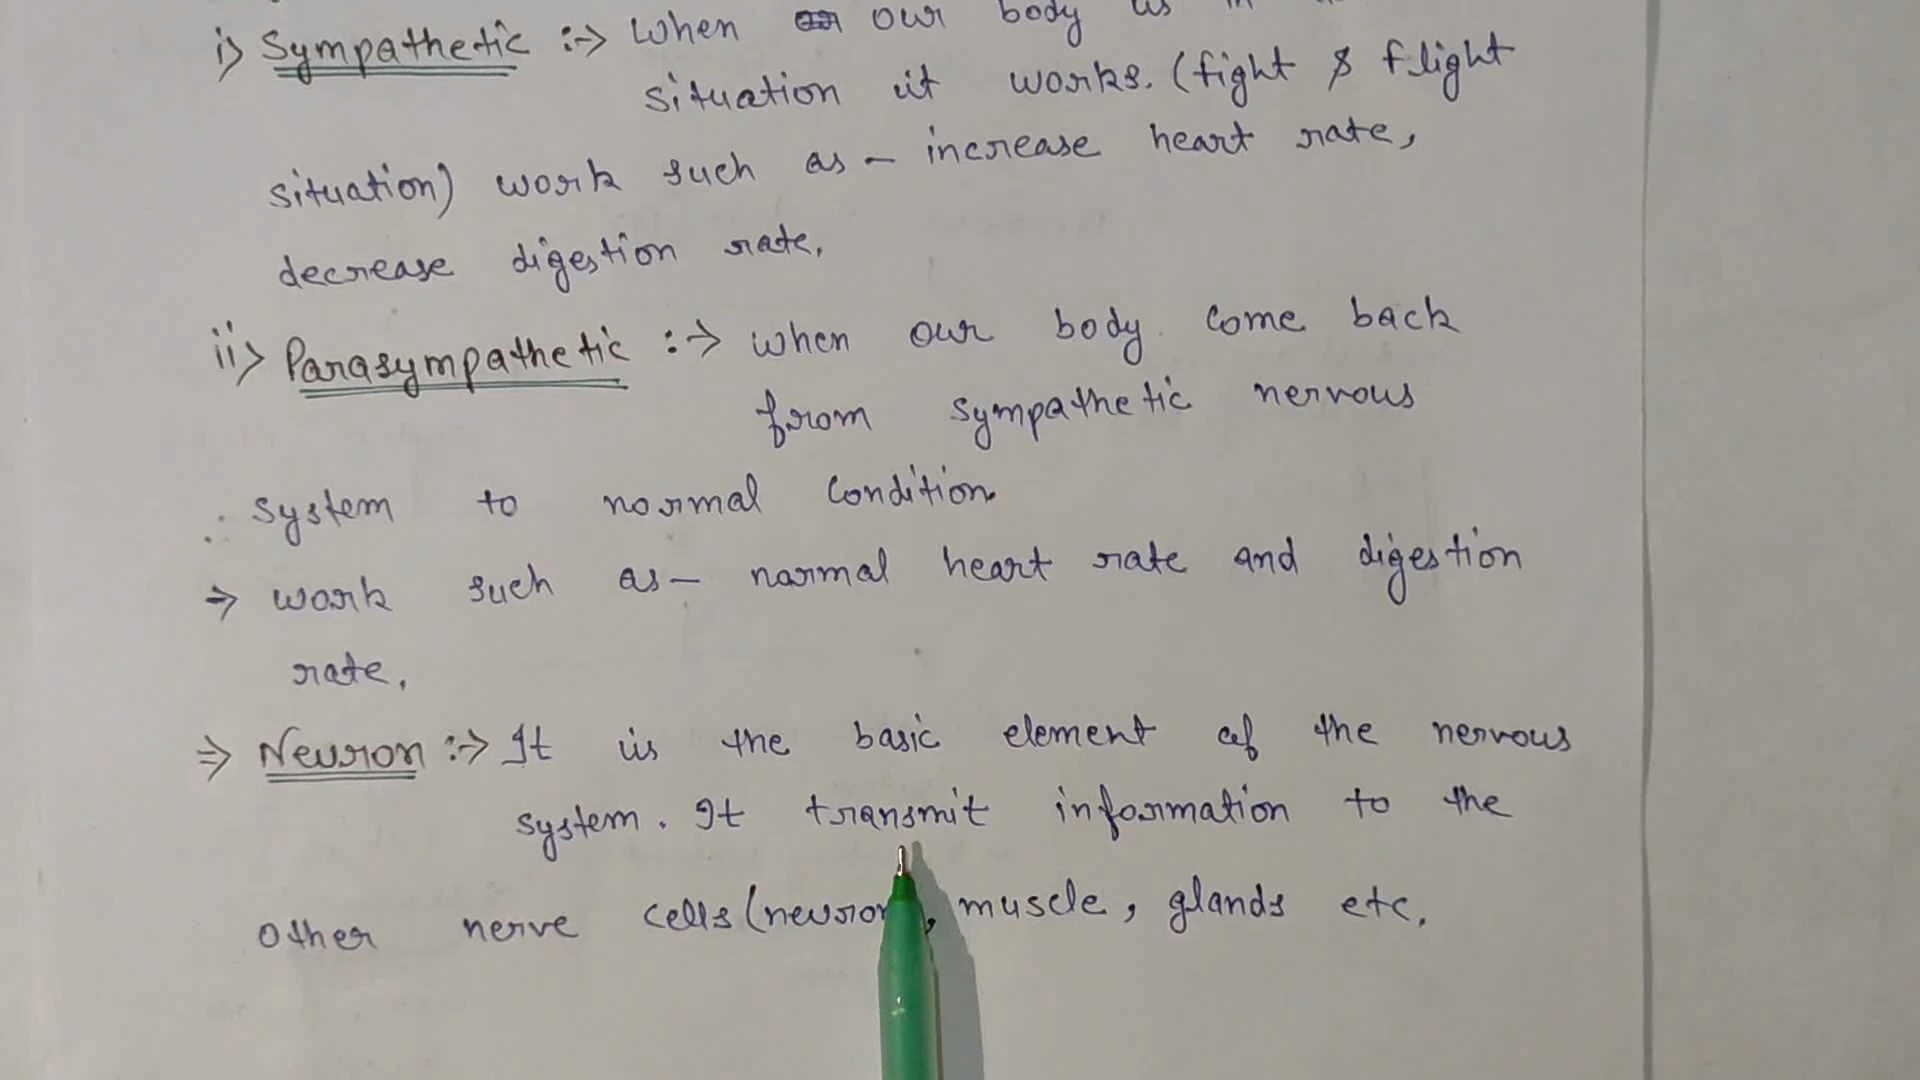 i) Sympathetic :→ When our body is in
situation it works. (fight & flight
situation) work such as - increase heart rate,
decrease digestion rate.
ii) Parasympathetic :→ when our body come back
from sympathetic nervous
system to normal condition.
→ work such as - narmal heart rate and digestion
rate.
⇒ Neuron :→ It is the basic element of the nervous
system. It transmit information to the
other nerve cells (neuron), muscle, glands etc.